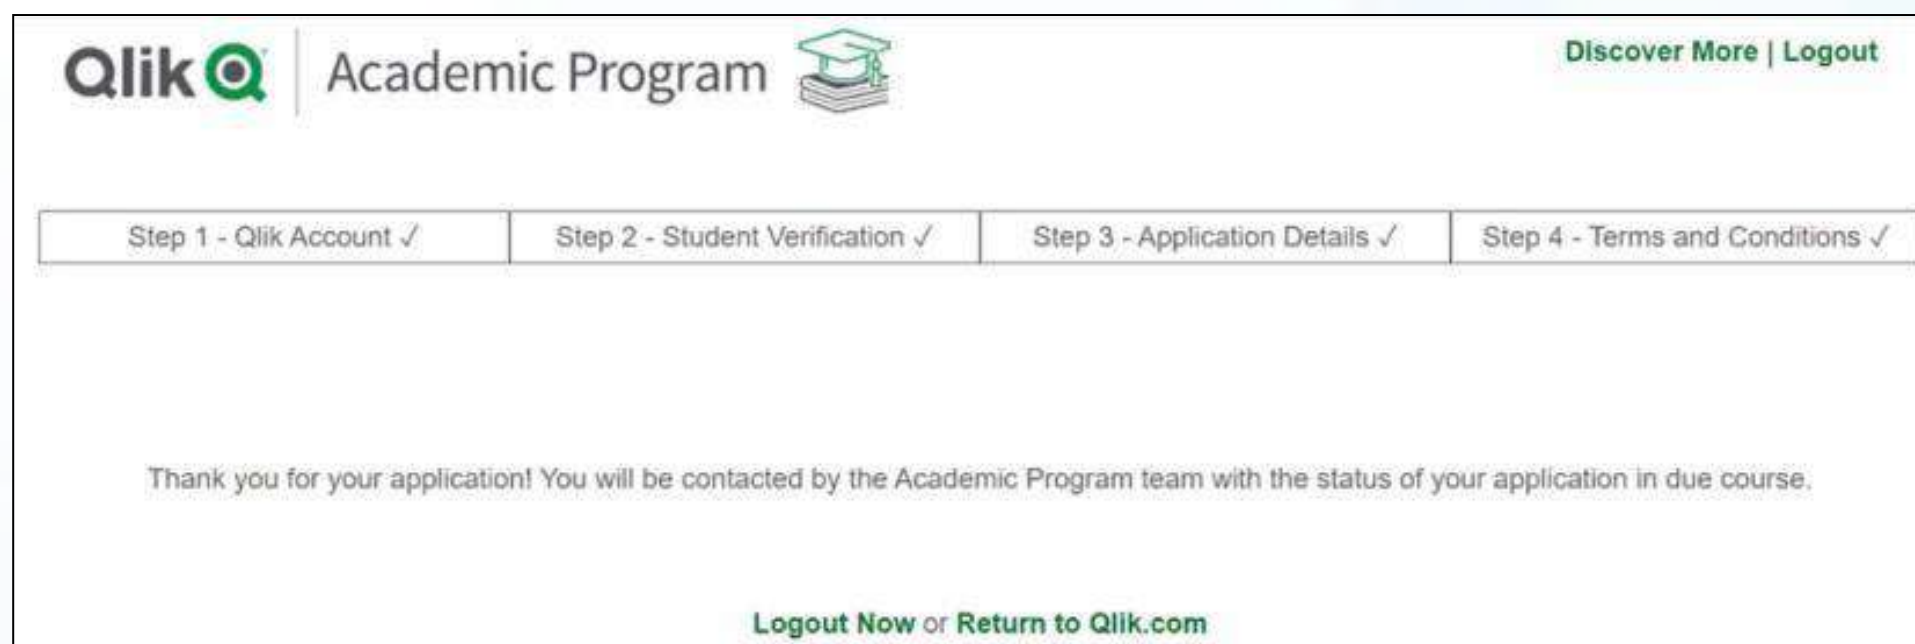 Qlik Academic Program
Discover More | Logout
Step 1 - Qlik Account ✓
Step 2 - Student Verification ✓
Step 3 - Application Details ✓
Step 4 - Terms and Conditions ✓
Thank you for your application! You will be contacted by the Academic Program team with the status of your application in due course.
Logout Now or Return to Qlik.com